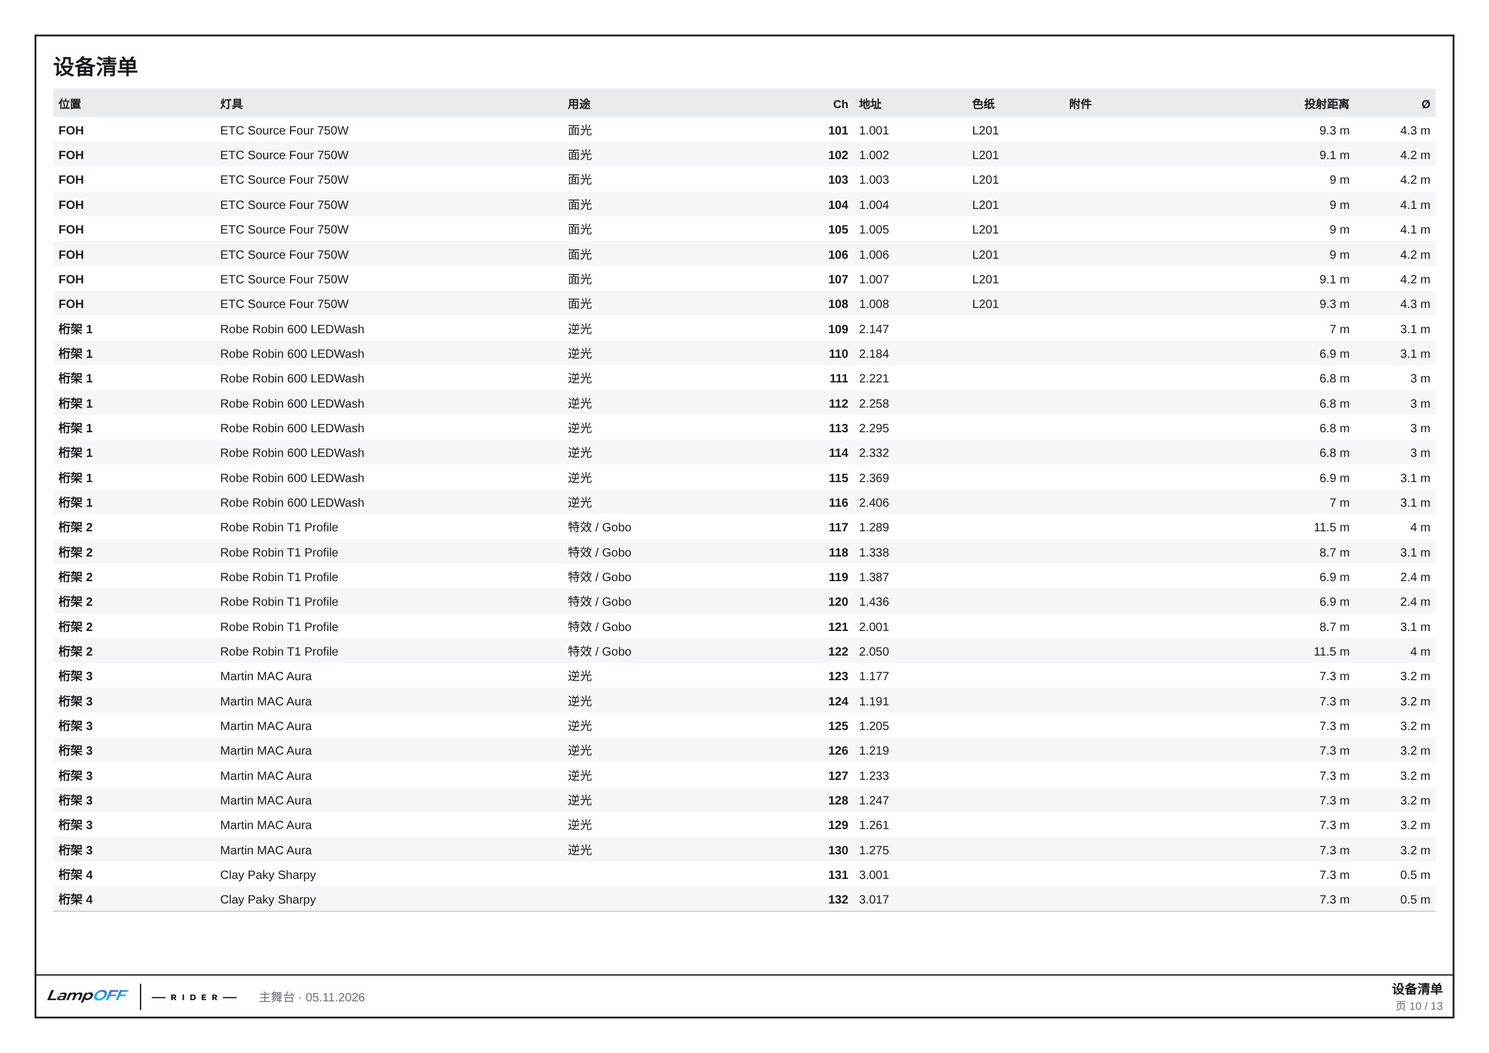 设备清单
位置 灯具 用途 Ch 地址 色纸 附件 投射距离 Ø
FOH ETC Source Four 750W 面光 101 1.001 L201 9.3 m 4.3 m
FOH ETC Source Four 750W 面光 102 1.002 L201 9.1 m 4.2 m
FOH ETC Source Four 750W 面光 103 1.003 L201 9 m 4.2 m
FOH ETC Source Four 750W 面光 104 1.004 L201 9 m 4.1 m
FOH ETC Source Four 750W 面光 105 1.005 L201 9 m 4.1 m
FOH ETC Source Four 750W 面光 106 1.006 L201 9 m 4.2 m
FOH ETC Source Four 750W 面光 107 1.007 L201 9.1 m 4.2 m
FOH ETC Source Four 750W 面光 108 1.008 L201 9.3 m 4.3 m
桁架 1 Robe Robin 600 LEDWash 逆光 109 2.147 7 m 3.1 m
桁架 1 Robe Robin 600 LEDWash 逆光 110 2.184 6.9 m 3.1 m
桁架 1 Robe Robin 600 LEDWash 逆光 111 2.221 6.8 m 3 m
桁架 1 Robe Robin 600 LEDWash 逆光 112 2.258 6.8 m 3 m
桁架 1 Robe Robin 600 LEDWash 逆光 113 2.295 6.8 m 3 m
桁架 1 Robe Robin 600 LEDWash 逆光 114 2.332 6.8 m 3 m
桁架 1 Robe Robin 600 LEDWash 逆光 115 2.369 6.9 m 3.1 m
桁架 1 Robe Robin 600 LEDWash 逆光 116 2.406 7 m 3.1 m
桁架 2 Robe Robin T1 Profile 特效 / Gobo 117 1.289 11.5 m 4 m
桁架 2 Robe Robin T1 Profile 特效 / Gobo 118 1.338 8.7 m 3.1 m
桁架 2 Robe Robin T1 Profile 特效 / Gobo 119 1.387 6.9 m 2.4 m
桁架 2 Robe Robin T1 Profile 特效 / Gobo 120 1.436 6.9 m 2.4 m
桁架 2 Robe Robin T1 Profile 特效 / Gobo 121 2.001 8.7 m 3.1 m
桁架 2 Robe Robin T1 Profile 特效 / Gobo 122 2.050 11.5 m 4 m
桁架 3 Martin MAC Aura 逆光 123 1.177 7.3 m 3.2 m
桁架 3 Martin MAC Aura 逆光 124 1.191 7.3 m 3.2 m
桁架 3 Martin MAC Aura 逆光 125 1.205 7.3 m 3.2 m
桁架 3 Martin MAC Aura 逆光 126 1.219 7.3 m 3.2 m
桁架 3 Martin MAC Aura 逆光 127 1.233 7.3 m 3.2 m
桁架 3 Martin MAC Aura 逆光 128 1.247 7.3 m 3.2 m
桁架 3 Martin MAC Aura 逆光 129 1.261 7.3 m 3.2 m
桁架 3 Martin MAC Aura 逆光 130 1.275 7.3 m 3.2 m
桁架 4 Clay Paky Sharpy 131 3.001 7.3 m 0.5 m
桁架 4 Clay Paky Sharpy 132 3.017 7.3 m 0.5 m
LampOFF — RIDER — 主舞台 · 05.11.2026
设备清单
页 10 / 13